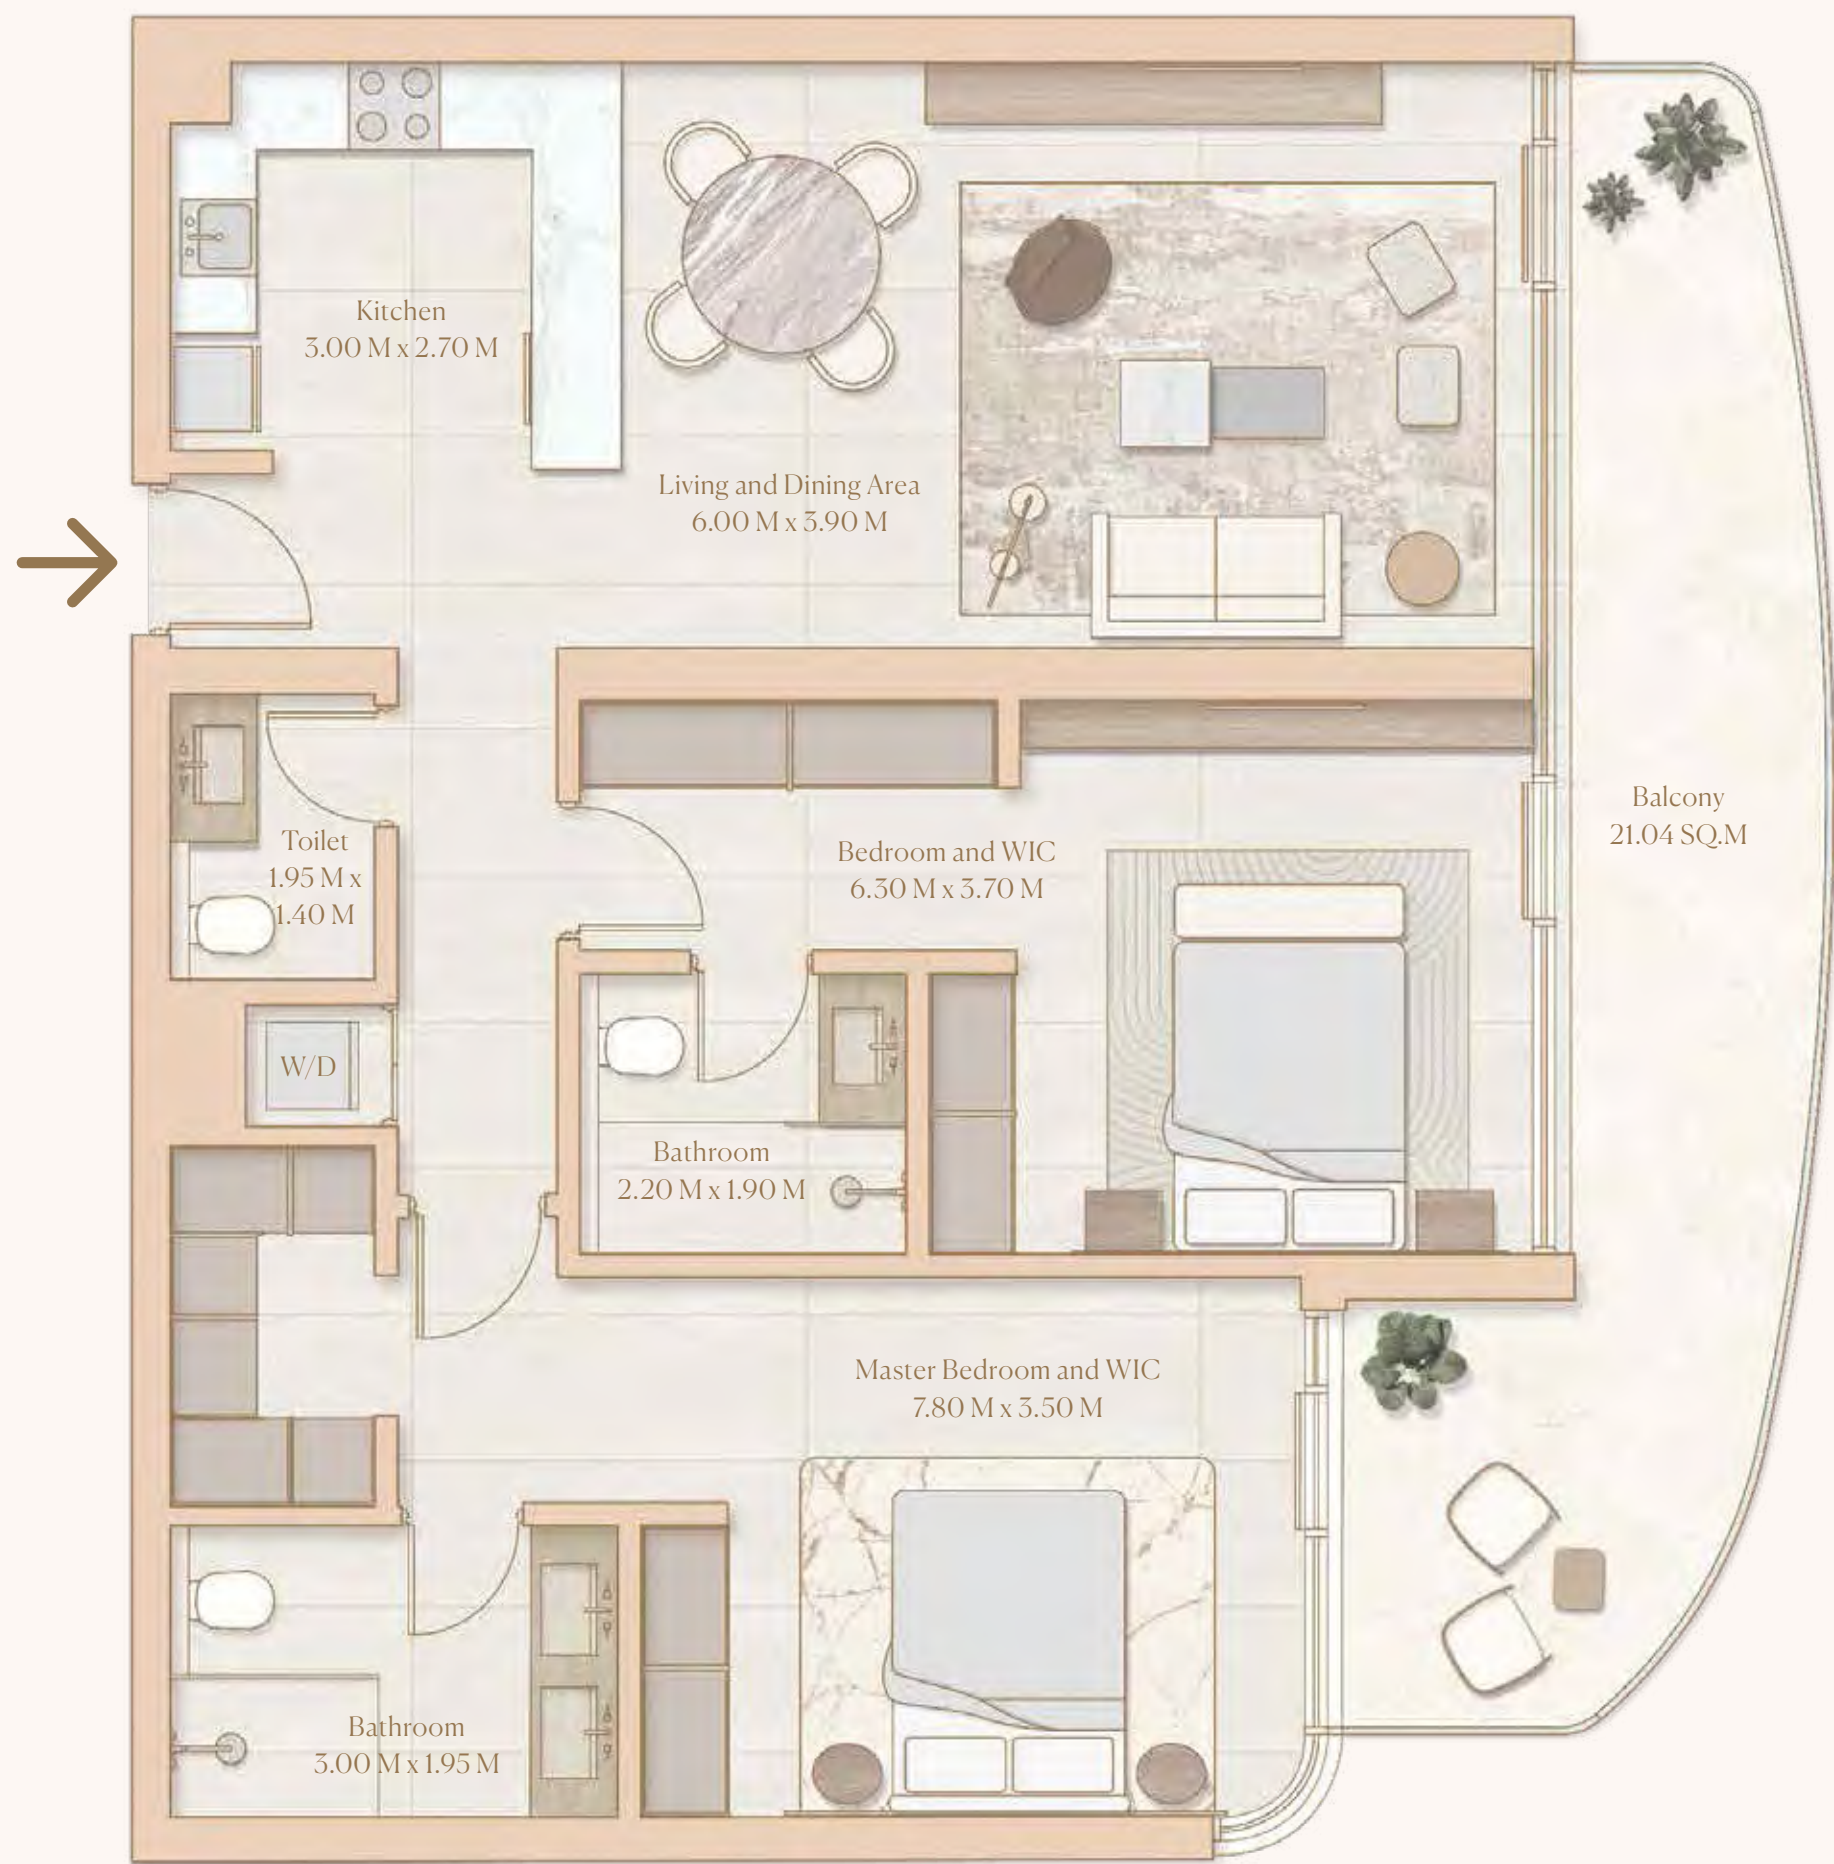 Kitchen
3.00 M x 2.70 M
Living and Dining Area
6.00 M x 3.90 M
Balcony
21.04 SQ.M
Toilet
1.95 M x
1.40 M
Bedroom and WIC
6.30 M x 3.70 M
W/D
Bathroom
2.20 M x 1.90 M
Master Bedroom and WIC
7.80 M x 3.50 M
Bathroom
3.00 M x 1.95 M